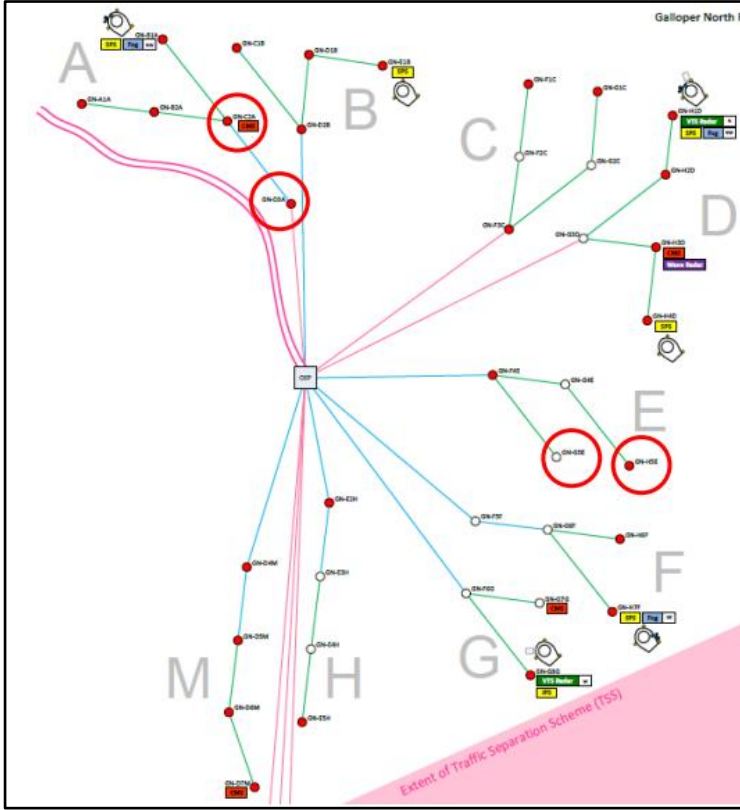 Galloper North
GN-B1A
SPS
Fog
A
GN-A1A
GN-B2A
GN-C2A
CMS
GN-D3A
GN-C1B
GN-D1B
GN-E1B
SPS
GN-D2B
B
GN-F1C
GN-G1C
C
GN-F2C
GN-G2C
GN-F3C
GN-H1D
VTS Radar
SPS
Fog
GN-H2D
D
GN-G3D
GN-H3D
CMS
Wave Radar
GN-H4D
SPS
OSP
GN-F4E
GN-G4E
E
GN-G5E
GN-H5E
GN-F5F
GN-G6F
GN-H6F
F
GN-H7F
SPS
Fog
GN-F6G
GN-G7G
CMS
G
GN-G8G
VTS Radar
SPS
GN-E2H
GN-E3H
GN-E4H
H
GN-E5H
GN-D4M
GN-D5M
M
GN-D6M
GN-D7M
CMS
Extent of Traffic Separation Scheme (TSS)